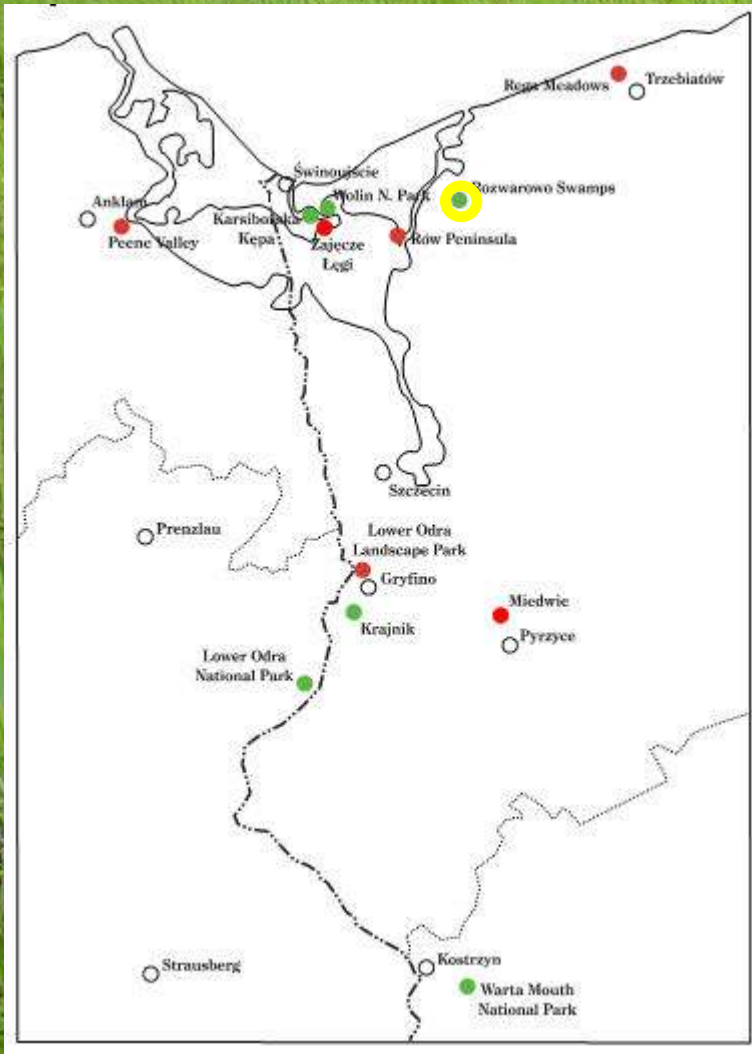 Rega Meadows
Trzebiatów
Świnoujście
Wolin N. Park
Rozwarowo Swamps
Anklam
Peene Valley
Karsiborska
Kępa
Zajęcze
Łęgi
Rów Peninsula
Szczecin
Prenzlau
Lower Odra
Landscape Park
Gryfino
Krajnik
Miedwie
Pyrzyce
Lower Odra
National Park
Strausberg
Kostrzyn
Warta Mouth
National Park